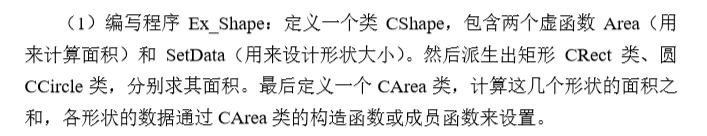 （1）编写程序 Ex_Shape：定义一个类 CShape，包含两个虚函数 Area（用
来计算面积）和 SetData（用来设计形状大小）。然后派生出矩形 CRect 类、圆
CCircle 类，分别求其面积。最后定义一个 CArea 类，计算这几个形状的面积之
和，各形状的数据通过 CArea 类的构造函数或成员函数来设置。